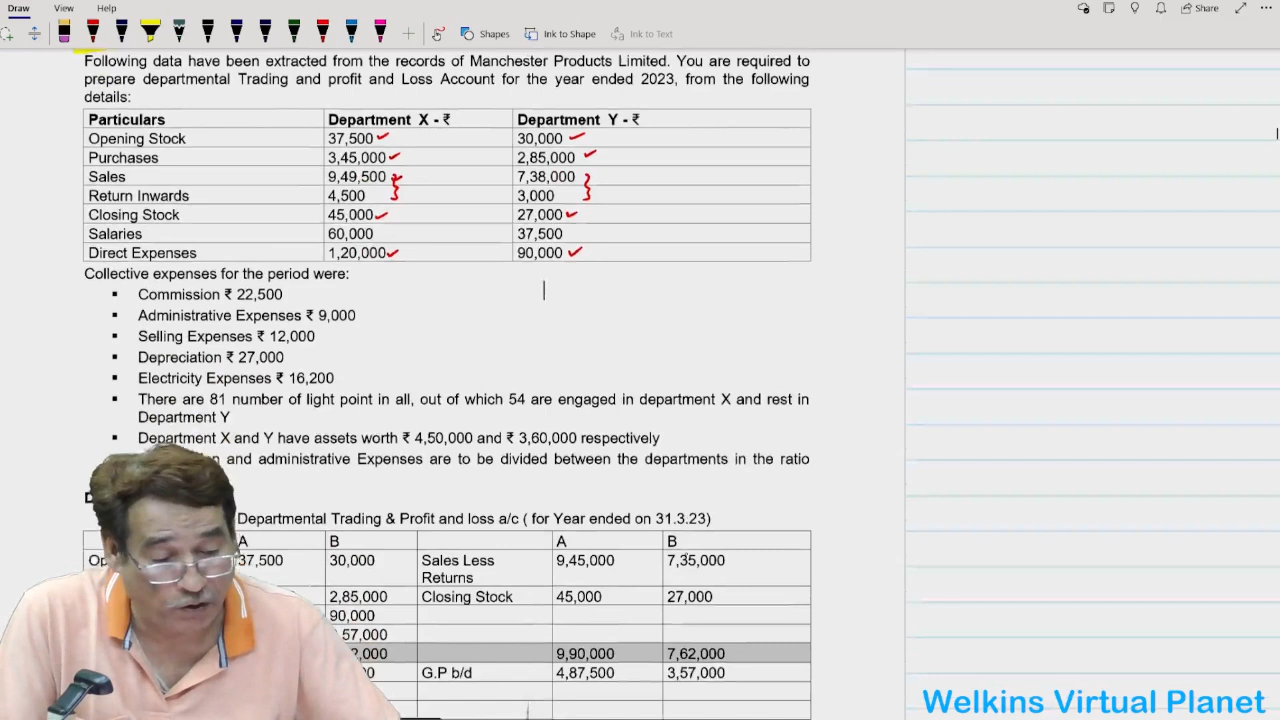 Draw View Help
Share
Shapes Ink to Shape Ink to Text
Following data have been extracted from the records of Manchester Products Limited. You are required to
prepare departmental Trading and profit and Loss Account for the year ended 2023, from the following
details:
Particulars Department X - ₹ Department Y - ₹
Opening Stock 37,500 30,000
Purchases 3,45,000 2,85,000
Sales 9,49,500 7,38,000
Return Inwards 4,500 3,000
Closing Stock 45,000 27,000
Salaries 60,000 37,500
Direct Expenses 1,20,000 90,000
Collective expenses for the period were:
▪ Commission ₹ 22,500
▪ Administrative Expenses ₹ 9,000
▪ Selling Expenses ₹ 12,000
▪ Depreciation ₹ 27,000
▪ Electricity Expenses ₹ 16,200
▪ There are 81 number of light point in all, out of which 54 are engaged in department X and rest in
Department Y
▪ Department X and Y have assets worth ₹ 4,50,000 and ₹ 3,60,000 respectively
and administrative Expenses are to be divided between the departments in the ratio
Departmental Trading & Profit and loss a/c ( for Year ended on 31.3.23)
A B A B
37,500 30,000 Sales Less 9,45,000 7,35,000
Returns
2,85,000 Closing Stock 45,000 27,000
90,000
57,000
9,90,000 7,62,000
G.P b/d 4,87,500 3,57,000
Welkins Virtual Planet